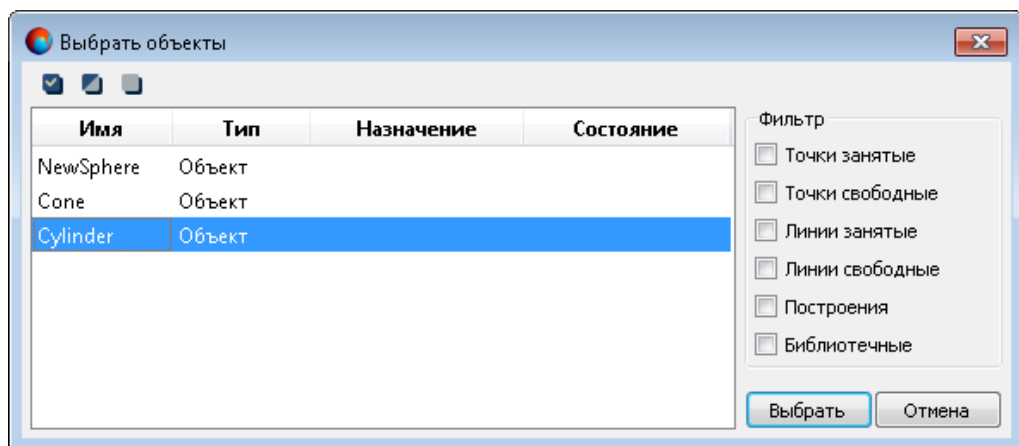 Выбрать объекты
Имя Тип Назначение Состояние
NewSphere Объект
Cone Объект
Cylinder Объект
Фильтр
Точки занятые
Точки свободные
Линии занятые
Линии свободные
Построения
Библиотечные
Выбрать Отмена